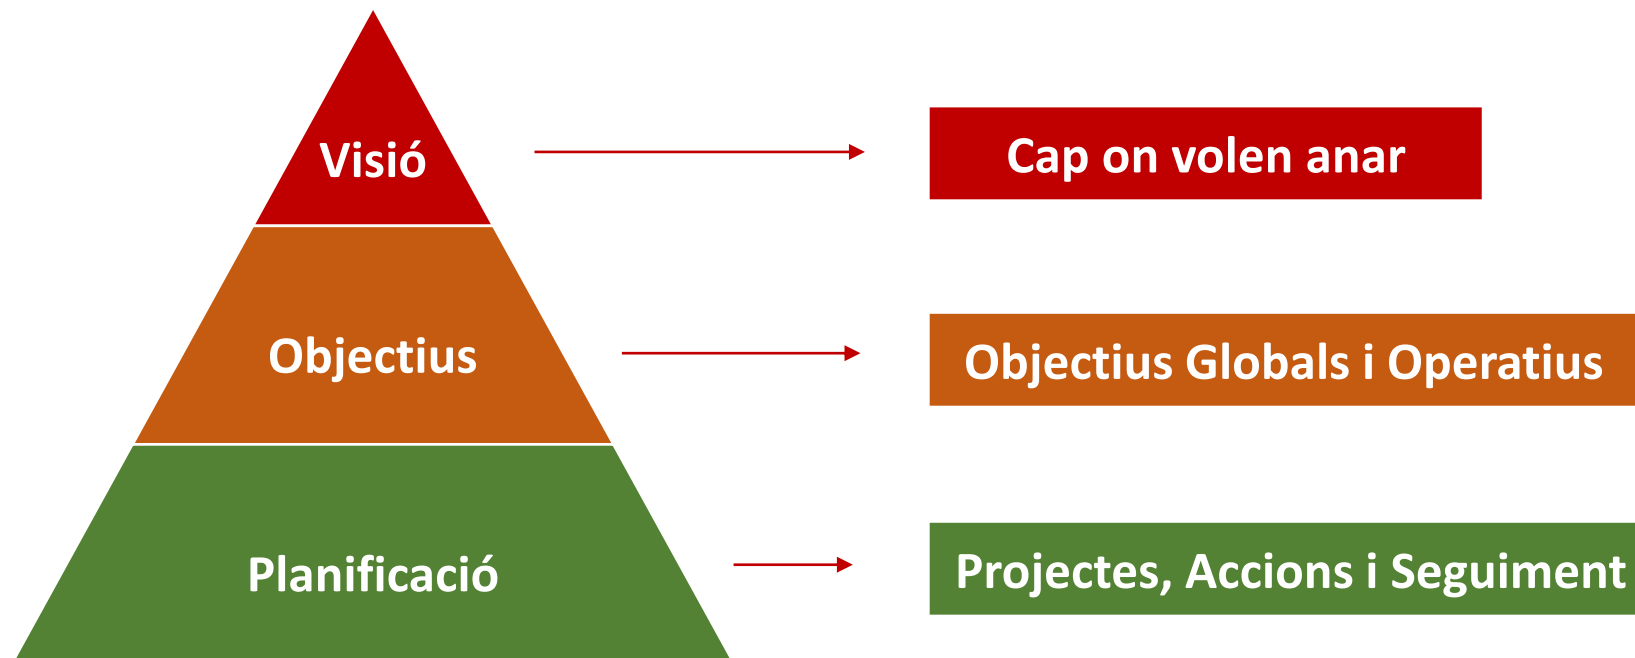 Visió
Cap on volen anar
Objectius
Objectius Globals i Operatius
Planificació
Projectes, Accions i Seguiment